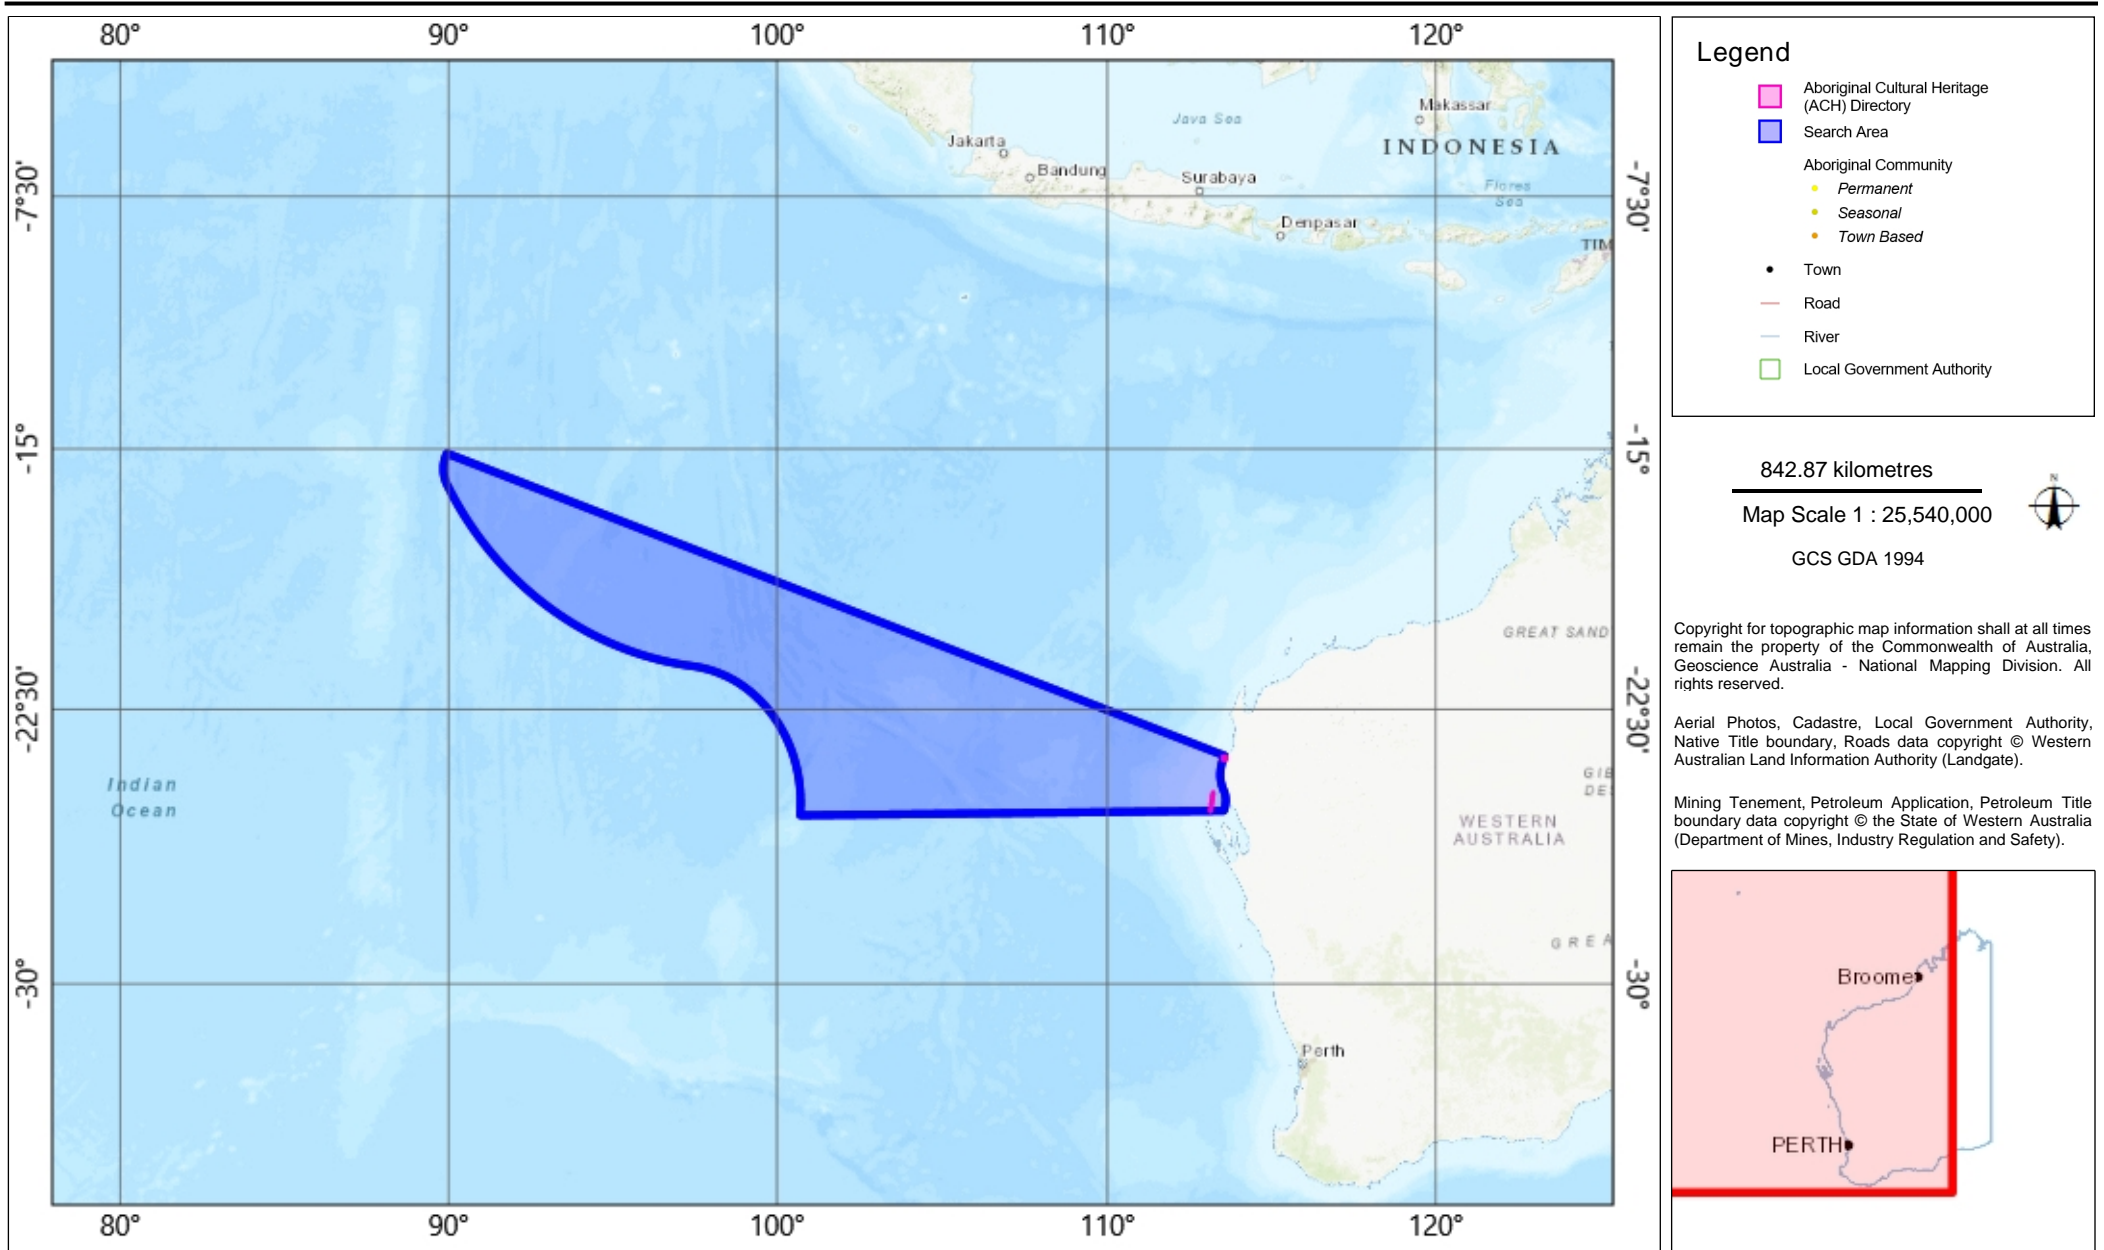 80°
90°
100°
110°
120°
-7°30'
-15°
-22°30'
-30°
-7°30'
-15°
-22°30'
-30°
Makassar
Java Sea
INDONESIA
Jakarta
Bandung
Surabaya
Flores
Sea
Denpasar
TIM
GREAT SAND
GIB
DE
Indian
Ocean
WESTERN
AUSTRALIA
GREA
Perth
80°
90°
100°
110°
120°
Legend
Aboriginal Cultural Heritage
(ACH) Directory
Search Area
Aboriginal Community
Permanent
Seasonal
Town Based
Town
Road
River
Local Government Authority
842.87 kilometres
Map Scale 1 : 25,540,000
N
GCS GDA 1994
Copyright for topographic map information shall at all times
remain the property of the Commonwealth of Australia,
Geoscience Australia - National Mapping Division. All
rights reserved.
Aerial Photos, Cadastre, Local Government Authority,
Native Title boundary, Roads data copyright © Western
Australian Land Information Authority (Landgate).
Mining Tenement, Petroleum Application, Petroleum Title
boundary data copyright © the State of Western Australia
(Department of Mines, Industry Regulation and Safety).
Broome
PERTH